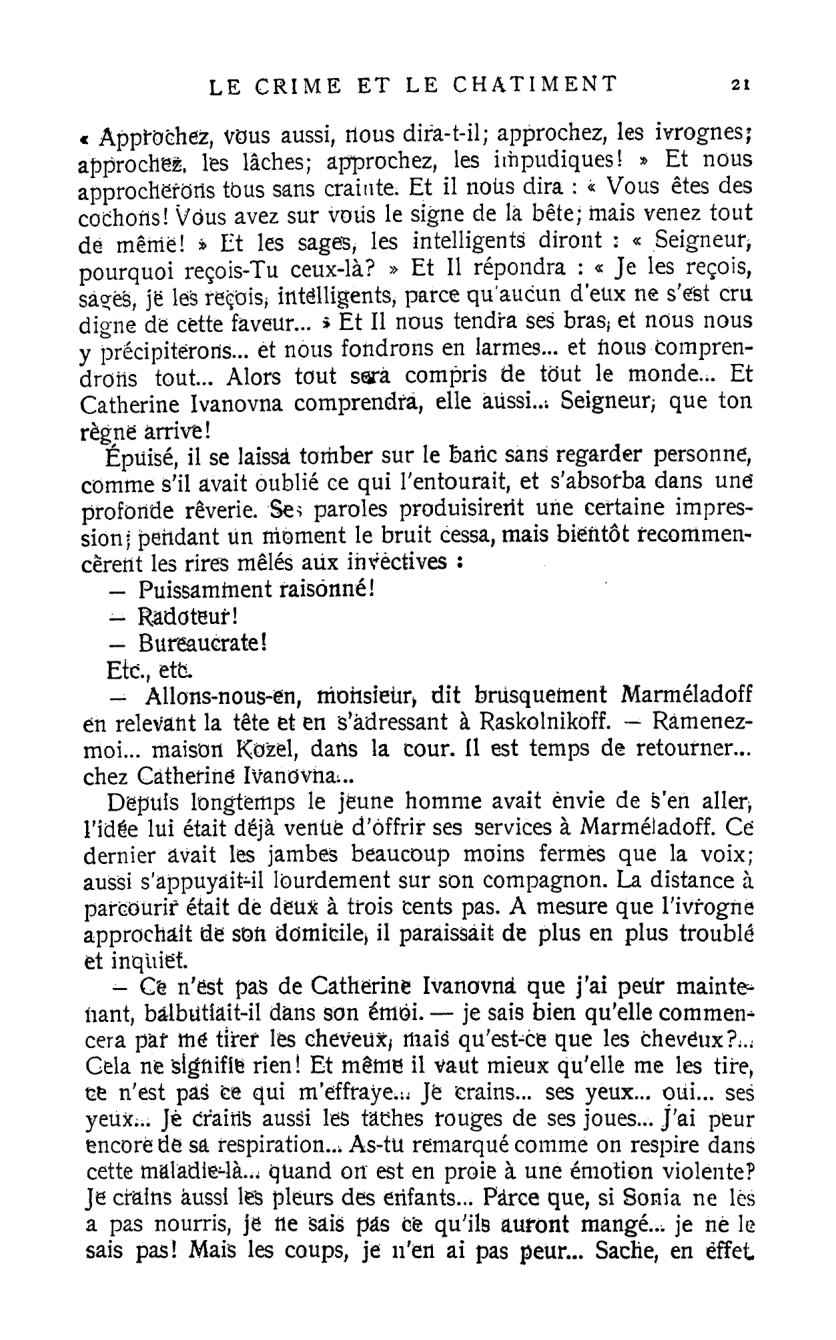 LE CRIME ET LE CHATIMENT 21
« Approchez, vous aussi, nous dira-t-il; approchez, les ivrognes;
approchez, les lâches; approchez, les impudiques! » Et nous
approcherons tous sans crainte. Et il nous dira : « Vous êtes des
cochons! Vous avez sur vous le signe de la bête; mais venez tout
de même! » Et les sages, les intelligents diront : « Seigneur,
pourquoi reçois-Tu ceux-là? » Et Il répondra : « Je les reçois,
sages, je les reçois, intelligents, parce qu'aucun d'eux ne s'est cru
digne de cette faveur... » Et Il nous tendra ses bras, et nous nous
y précipiterons... et nous fondrons en larmes... et nous compren-
drons tout... Alors tout sera compris de tout le monde... Et
Catherine Ivanovna comprendra, elle aussi... Seigneur, que ton
règne arrive!
Épuisé, il se laissa tomber sur le banc sans regarder personne,
comme s'il avait oublié ce qui l'entourait, et s'absorba dans une
profonde rêverie. Ses paroles produisirent une certaine impres-
sion; pendant un moment le bruit cessa, mais bientôt recommen-
cèrent les rires mêlés aux invectives :
— Puissamment raisonné!
— Radoteur!
— Bureaucrate!
Etc., etc.
— Allons-nous-en, monsieur, dit brusquement Marméladoff
en relevant la tête et en s'adressant à Raskolnikoff. — Ramenez-
moi... maison Kozel, dans la cour. Il est temps de retourner...
chez Catherine Ivanovna...
Depuis longtemps le jeune homme avait envie de s'en aller,
l'idée lui était déjà venue d'offrir ses services à Marméladoff. Ce
dernier avait les jambes beaucoup moins fermes que la voix;
aussi s'appuyait-il lourdement sur son compagnon. La distance à
parcourir était de deux à trois cents pas. A mesure que l'ivrogne
approchait de son domicile, il paraissait de plus en plus troublé
et inquiet.
— Ce n'est pas de Catherine Ivanovna que j'ai peur mainte-
nant, balbutiait-il dans son émoi. — je sais bien qu'elle commen-
cera par me tirer les cheveux, mais qu'est-ce que les cheveux?...
Cela ne signifie rien! Et même il vaut mieux qu'elle me les tire,
ce n'est pas ce qui m'effraye... Je crains... ses yeux... oui... ses
yeux... Je crains aussi les taches rouges de ses joues... J'ai peur
encore de sa respiration... As-tu remarqué comme on respire dans
cette maladie-là... quand on est en proie à une émotion violente?
Je crains aussi les pleurs des enfants... Parce que, si Sonia ne les
a pas nourris, je ne sais pas ce qu'ils auront mangé... je ne le
sais pas! Mais les coups, je n'en ai pas peur... Sache, en effet